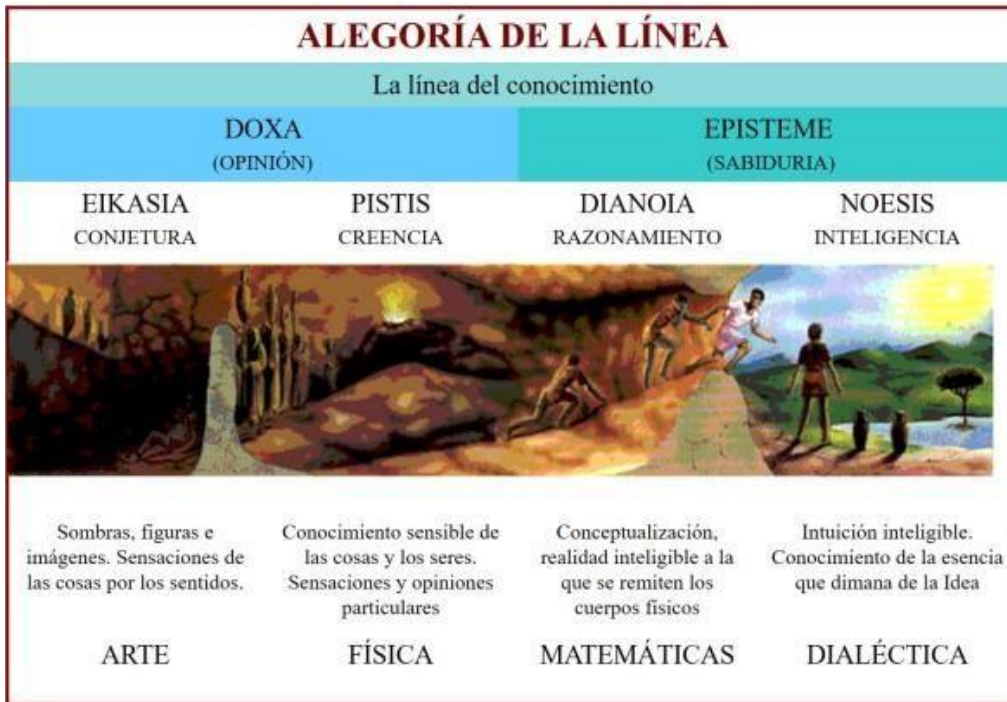 ALEGORÍA DE LA LÍNEA
La línea del conocimiento
DOXA
(OPINIÓN)
EPISTEME
(SABIDURIA)
EIKASIA
CONJETURA
PISTIS
CREENCIA
DIANOIA
RAZONAMIENTO
NOESIS
INTELIGENCIA
Sombras, figuras e
imágenes. Sensaciones de
las cosas por los sentidos.
Conocimiento sensible de
las cosas y los seres.
Sensaciones y opiniones
particulares
Conceptualización,
realidad inteligible a la
que se remiten los
cuerpos físicos
Intuición inteligible.
Conocimiento de la esencia
que dimana de la Idea
ARTE
FÍSICA
MATEMÁTICAS
DIALÉCTICA